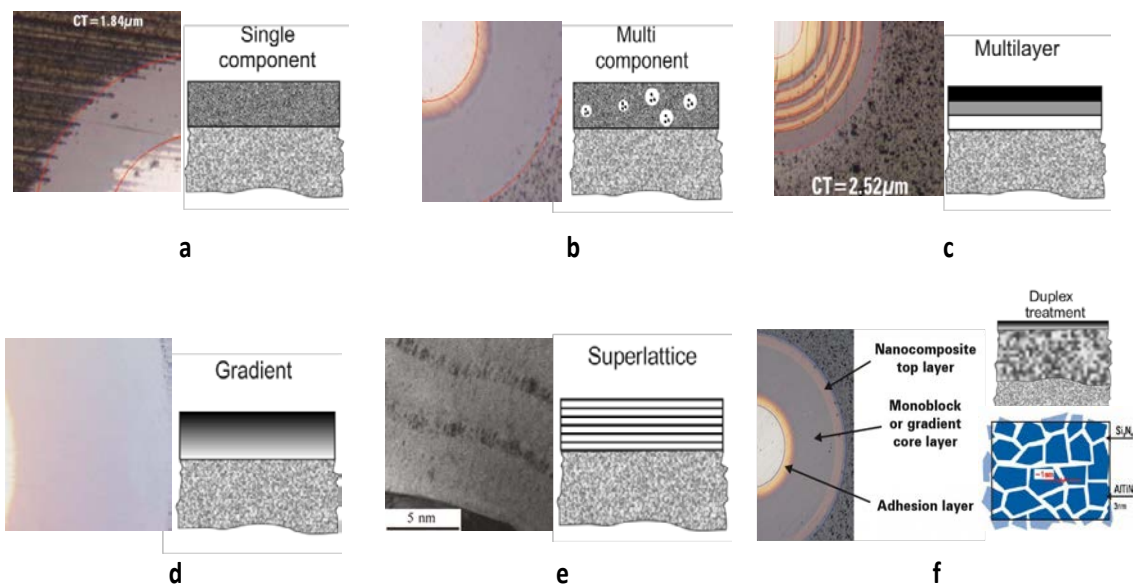 CT=1.84µm
Single
component
a
Multi
component
b
Multilayer
CT=2.52µm
c
Gradient
d
Superlattice
5 nm
e
Duplex
treatment
Nanocomposite
top layer
Monoblock
or gradient
core layer
Adhesion layer
AlTiN
3nm
f